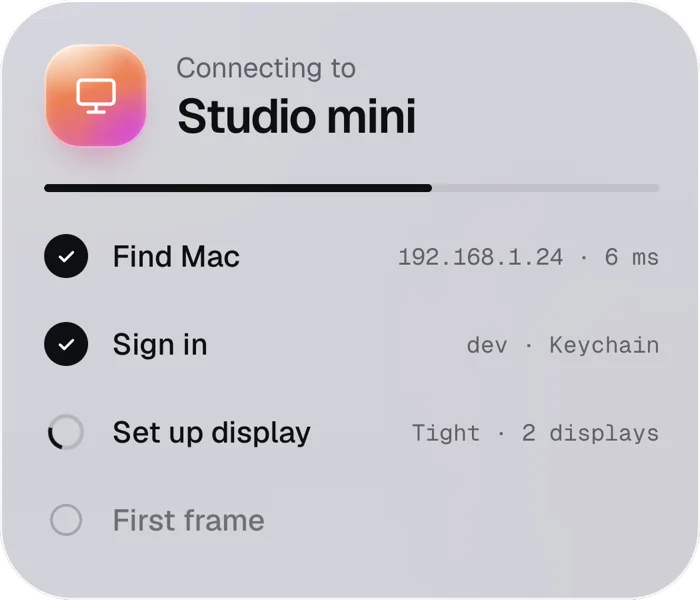 Connecting to
Studio mini
Find Mac 192.168.1.24 · 6 ms
Sign in dev · Keychain
Set up display Tight · 2 displays
First frame